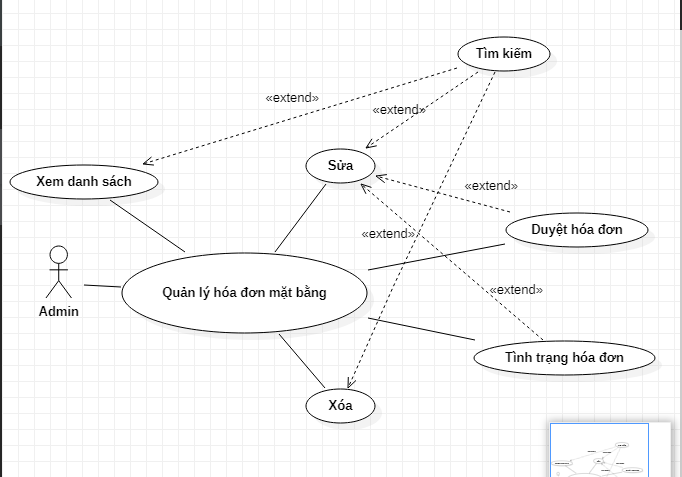 Tìm kiếm
«extend»
«extend»
Sửa
Xem danh sách
«extend»
Duyệt hóa đơn
«extend»
Quản lý hóa đơn mặt bằng
«extend»
Admin
Tình trạng hóa đơn
Xóa